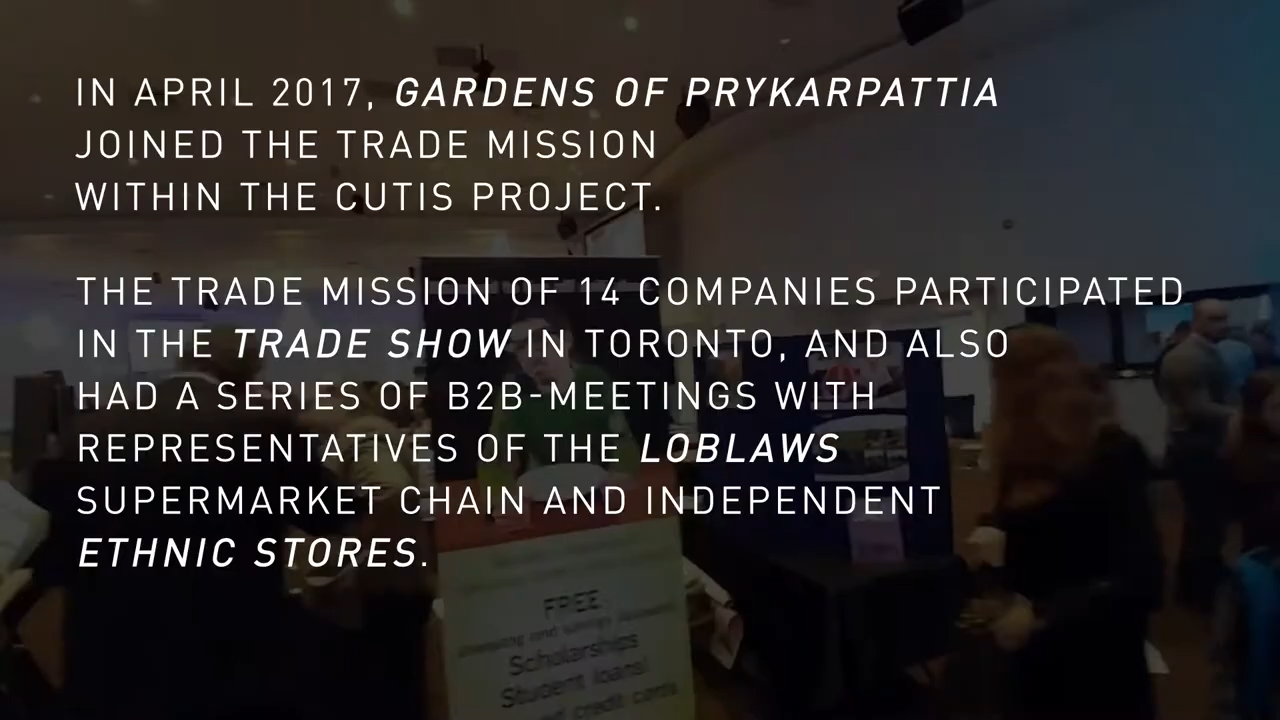 IN APRIL 2017, GARDENS OF PRYKARPATTIA
JOINED THE TRADE MISSION
WITHIN THE CUTIS PROJECT.
THE TRADE MISSION OF 14 COMPANIES PARTICIPATED
IN THE TRADE SHOW IN TORONTO, AND ALSO
HAD A SERIES OF B2B-MEETINGS WITH
REPRESENTATIVES OF THE LOBLAWS
SUPERMARKET CHAIN AND INDEPENDENT
ETHNIC STORES.
FREE
Scholarships
Student loans
credit cards